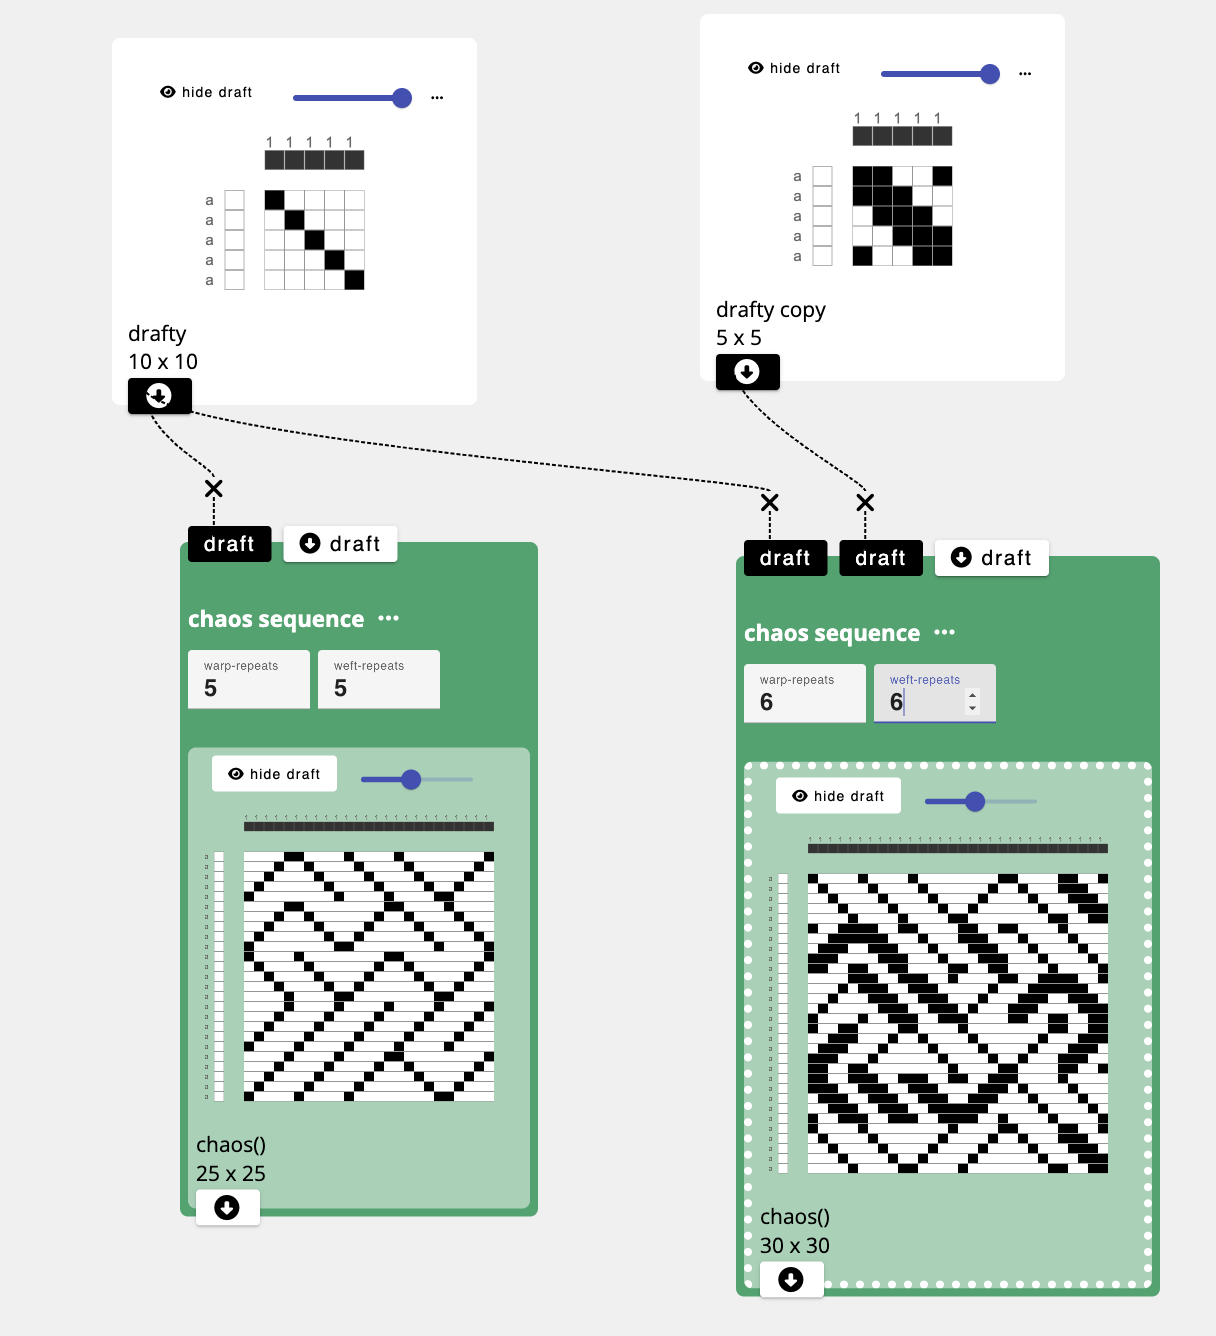 hide draft
...
1 1 1 1 1
a
a
a
a
a
drafty
10 x 10
hide draft
...
1 1 1 1 1
a
a
a
a
a
drafty copy
5 x 5
draft
draft
chaos sequence ...
warp-repeats
5
weft-repeats
5
hide draft
chaos()
25 x 25
draft
draft
draft
chaos sequence ...
warp-repeats
6
weft-repeats
6
hide draft
chaos()
30 x 30